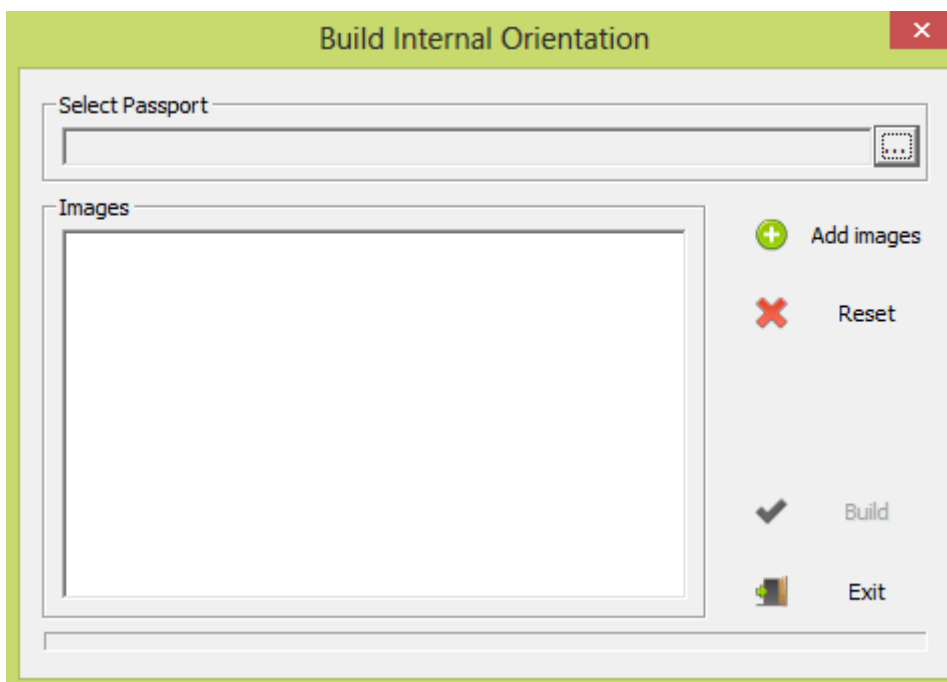 Build Internal Orientation
Select Passport
...
Images
Add images
Reset
Build
Exit